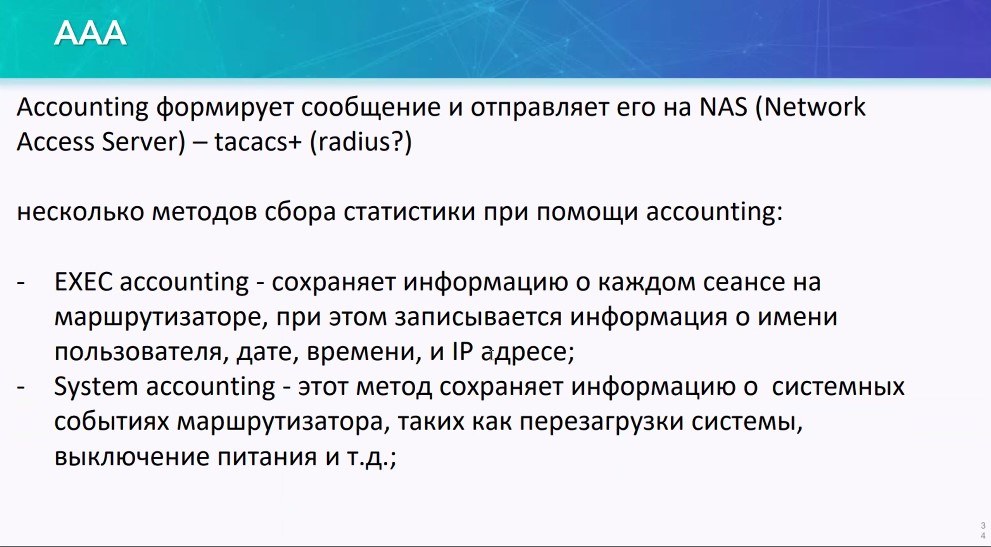 AAA
Accounting формирует сообщение и отправляет его на NAS (Network
Access Server) – tacacs+ (radius?)
несколько методов сбора статистики при помощи accounting:
- EXEC accounting - сохраняет информацию о каждом сеансе на
маршрутизаторе, при этом записывается информация о имени
пользователя, дате, времени, и IP адресе;
- System accounting - этот метод сохраняет информацию о системных
событиях маршрутизатора, таких как перезагрузки системы,
выключение питания и т.д.;
3
4